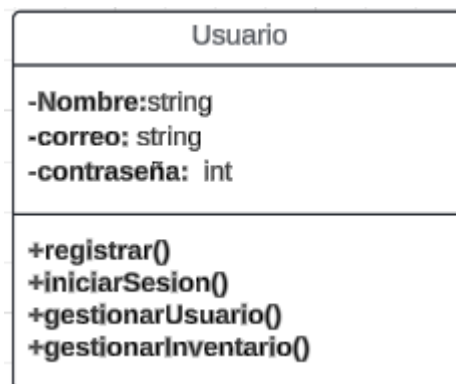 Usuario
-Nombre:string
-correo: string
-contraseña: int
+registrar()
+iniciarSesion()
+gestionarUsuario()
+gestionarInventario()